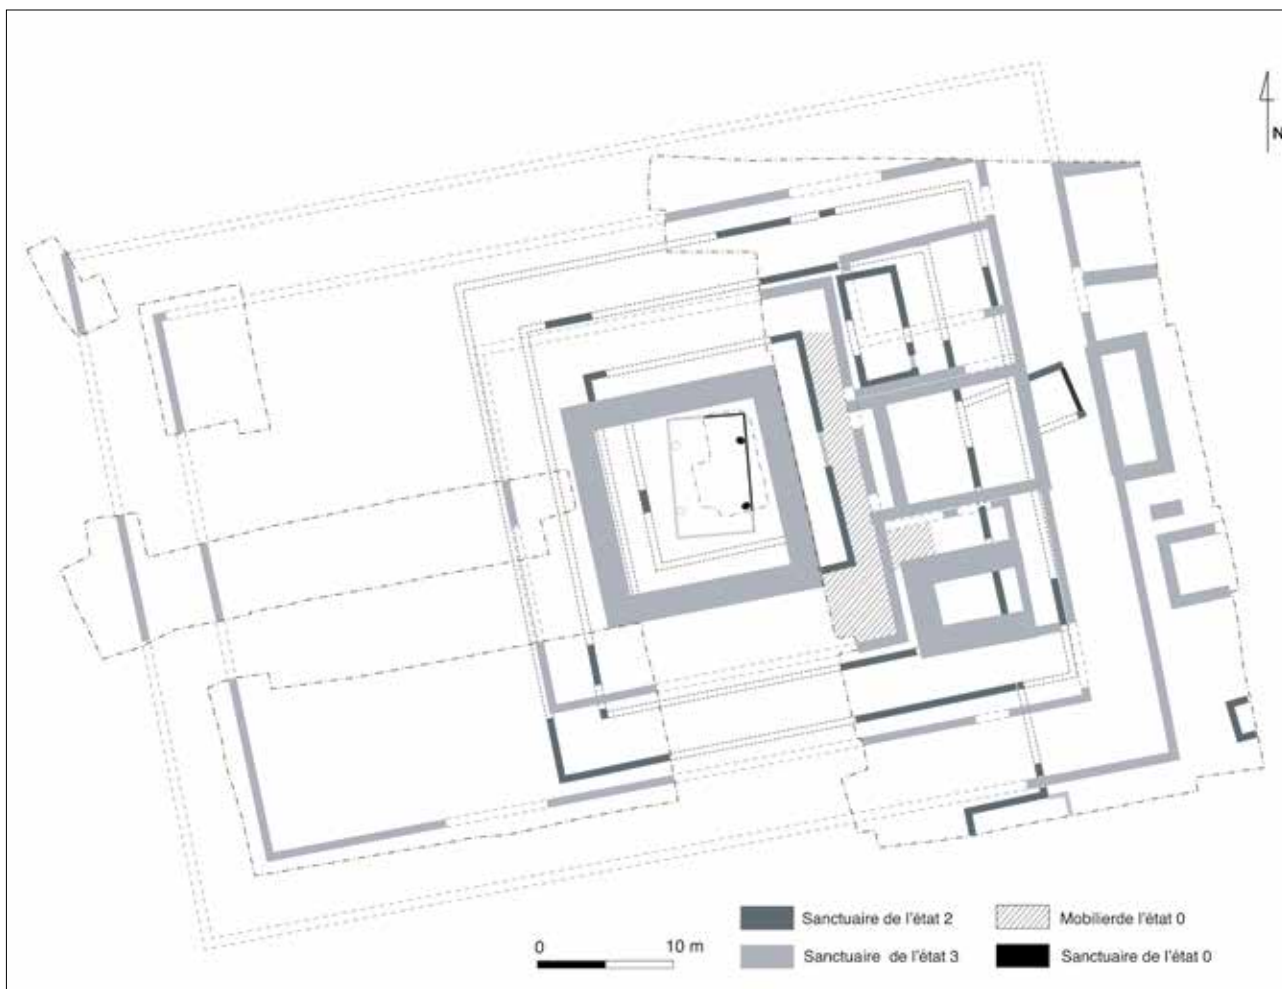 N
Sanctuaire de l'état 2
Mobilierde l'état 0
0 10 m
Sanctuaire de l'état 3
Sanctuaire de l'état 0